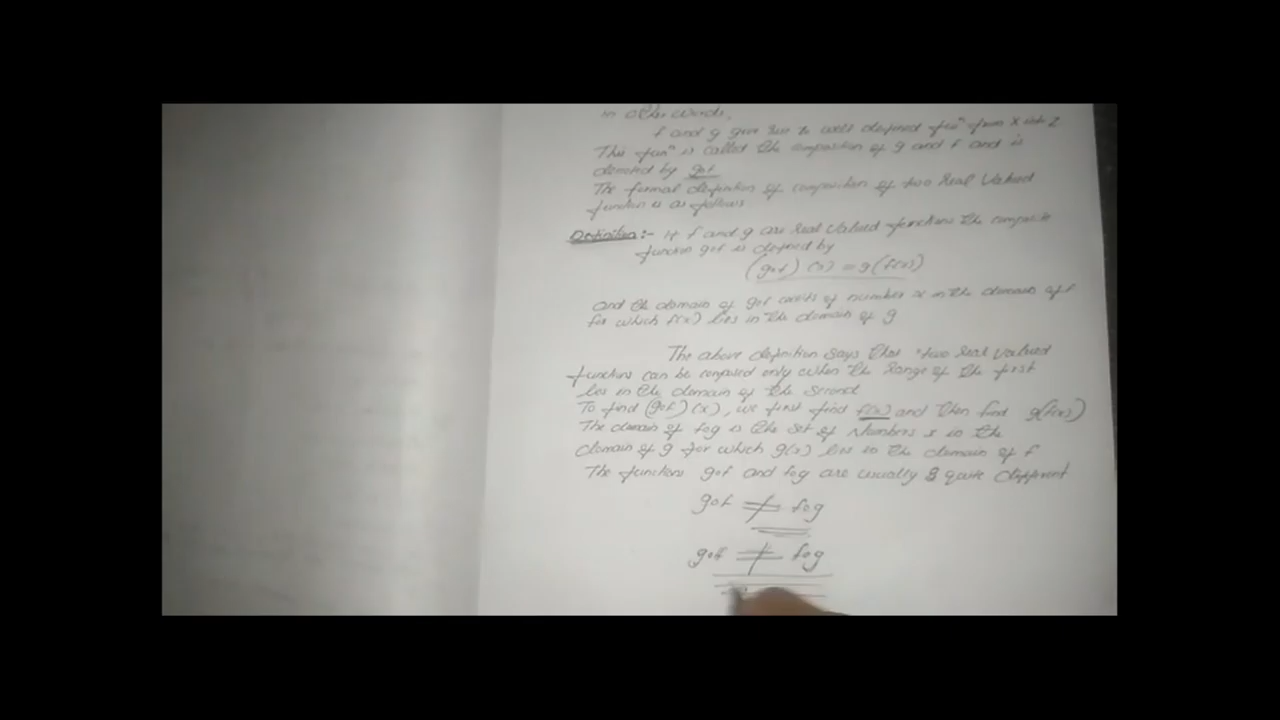 in other words,
f and g give rise to well defined funⁿ from X into Z
This funⁿ is called the composition of g and f and is
denoted by gof
The formal definition of composition of two real valued
function is as follows
Definition :- If f and g are real valued functions the composite
function gof is defined by
(gof) (x) = g(f(x))
and the domain of gof of number x in the domain of f
for which f(x) lies in the domain of g
The above definition says that "two real valued
functions can be composed only when the range of the first
lies in the domain of the second
To find (gof) (x), we first find f(x) and then find g(f(x))
The domain of fog is the set of numbers x in the
domain of g for which g(x) lies in the domain of f
The functions gof and fog are usually quite different
gof ≠ fog
gof ≠ fog